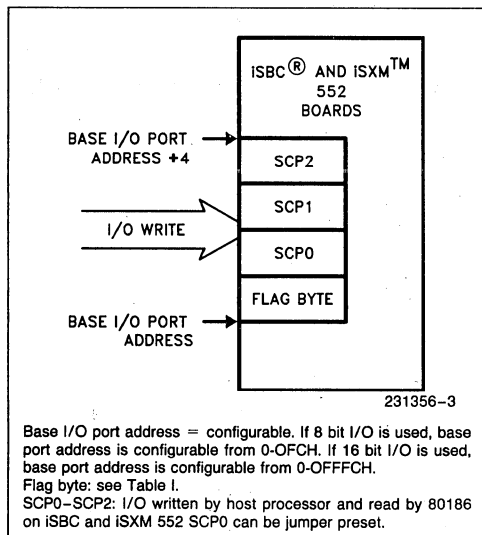 iSBC® AND iSXM™
552
BOARDS
BASE I/O PORT
ADDRESS +4
SCP2
SCP1
I/O WRITE
SCP0
FLAG BYTE
BASE I/O PORT
ADDRESS
231356-3
Base I/O port address = configurable. If 8 bit I/O is used, base
port address is configurable from 0-OFCH. If 16 bit I/O is used,
base port address is configurable from 0-OFFFCH.
Flag byte: see Table I.
SCP0-SCP2: I/O written by host processor and read by 80186
on iSBC and iSXM 552 SCP0 can be jumper preset.